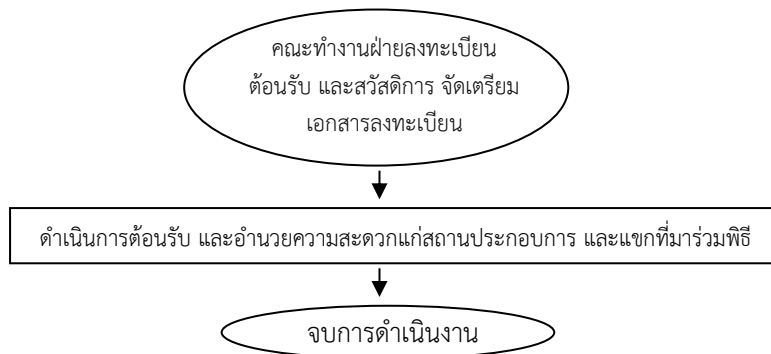 คณะทำงานฝ่ายลงทะเบียน
ต้อนรับ และสวัสดิการ จัดเตรียม
เอกสารลงทะเบียน
ดำเนินการต้อนรับ และอำนวยความสะดวกแก่สถานประกอบการ และแขกที่มาร่วมพิธี
จบการดำเนินงาน